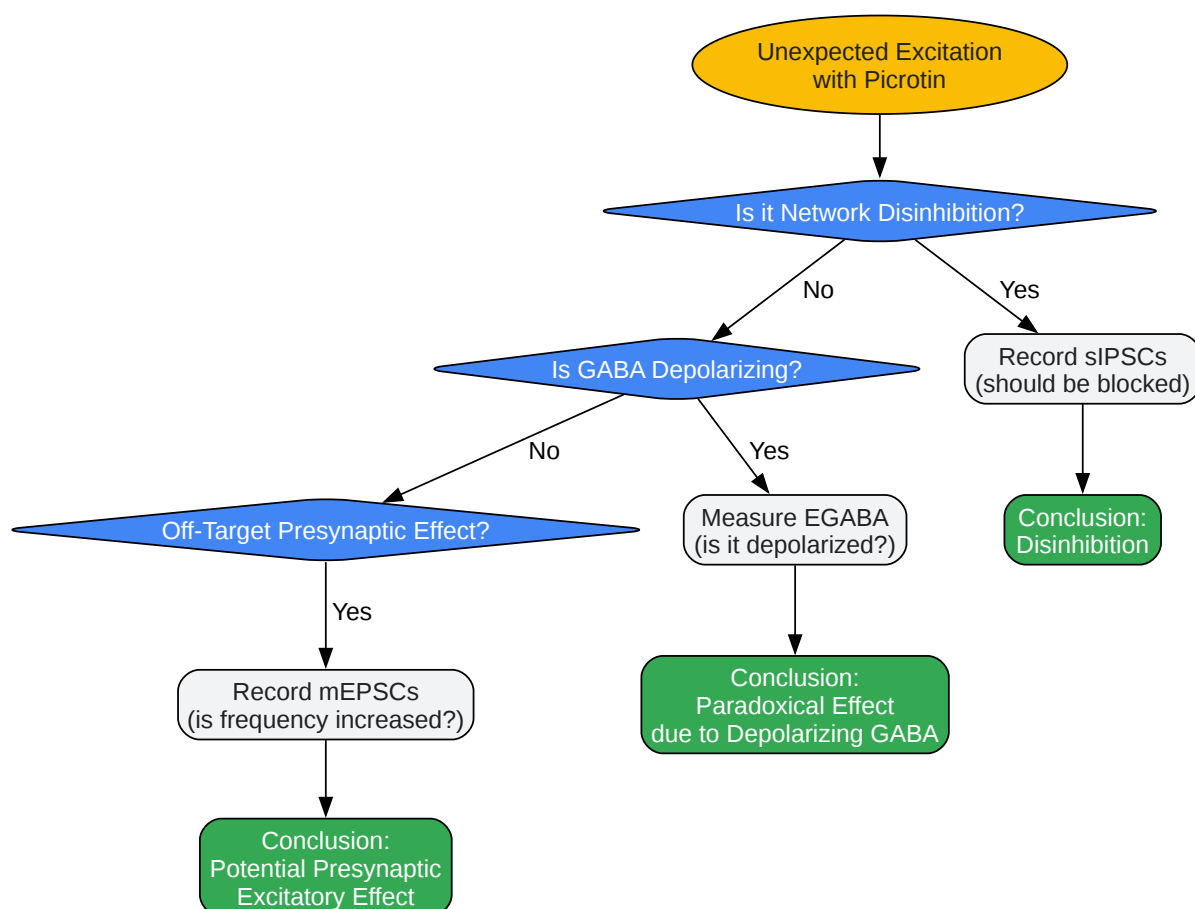 Unexpected Excitation
with Picrotin
Is it Network Disinhibition?
No
Yes
Is GABA Depolarizing?
Record sIPSCs
(should be blocked)
No
Yes
Off-Target Presynaptic Effect?
Measure EGABA
(is it depolarized?)
Conclusion:
Disinhibition
Yes
Record mEPSCs
(is frequency increased?)
Conclusion:
Paradoxical Effect
due to Depolarizing GABA
Conclusion:
Potential Presynaptic
Excitatory Effect